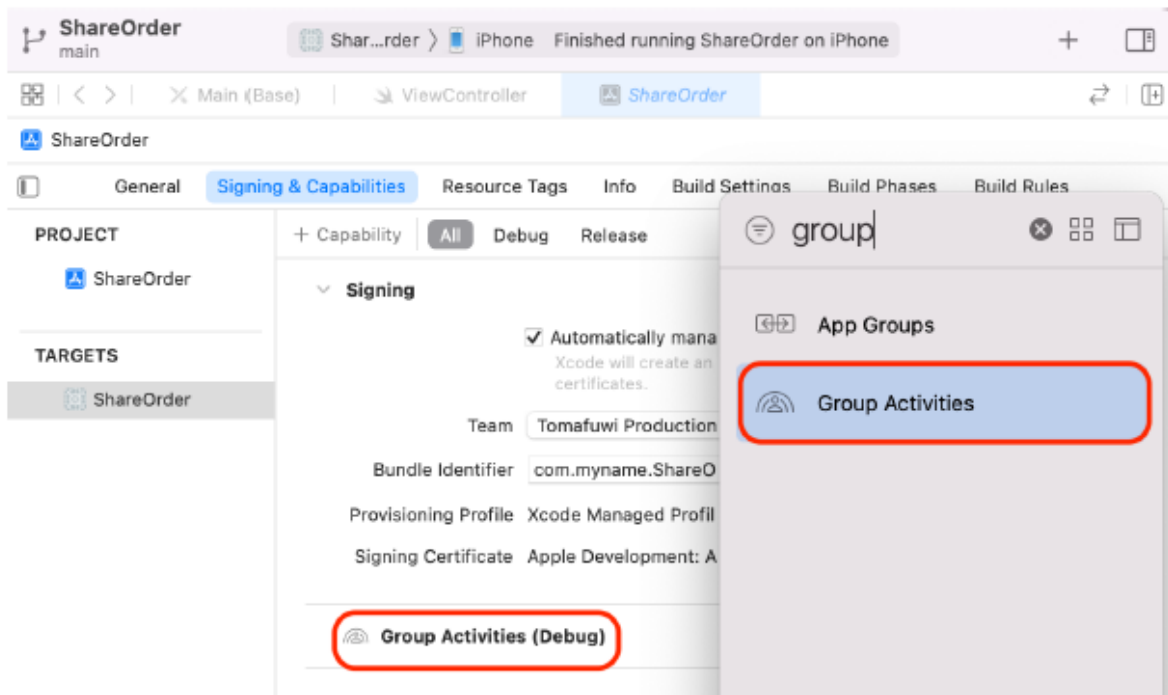 ShareOrder
main
Shar...rder 〉 iPhone Finished running ShareOrder on iPhone
Main (Base)
ViewController
ShareOrder
ShareOrder
General Signing & Capabilities Resource Tags Info Build Settings Build Phases Build Rules
PROJECT
ShareOrder
TARGETS
ShareOrder
+ Capability All Debug Release
Signing
Automatically mana
Xcode will create an
certificates.
Team Tomafuwi Production
Bundle Identifier com.myname.ShareO
Provisioning Profile Xcode Managed Profil
Signing Certificate Apple Development: A
Group Activities (Debug)
group
App Groups
Group Activities